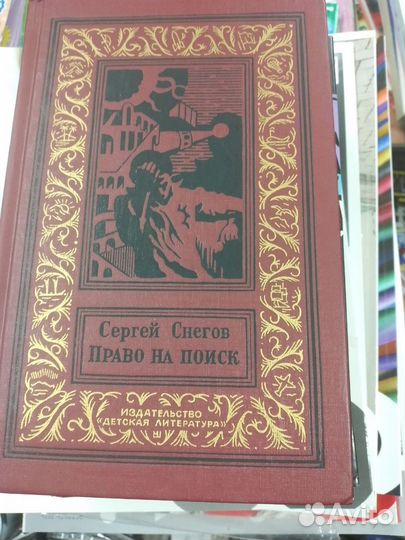 Сергей Снегов
Право на поиск
ИЗДАТЕЛЬСТВО
"ДЕТСКАЯ ЛИТЕРАТУРА"
Avito